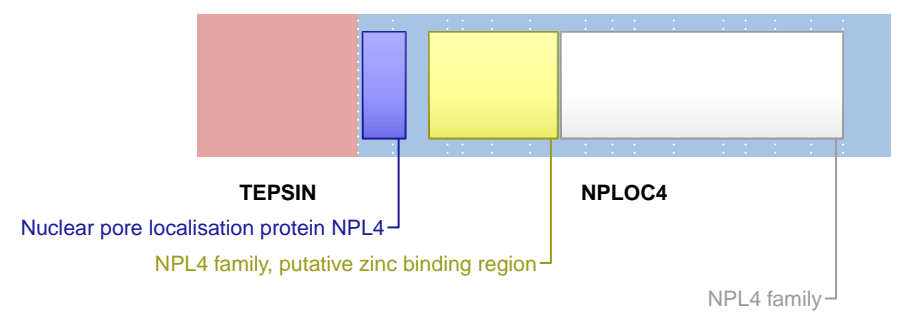 TEPSIN NPLOC4
Nuclear pore localisation protein NPL4
NPL4 family, putative zinc binding region
NPL4 family